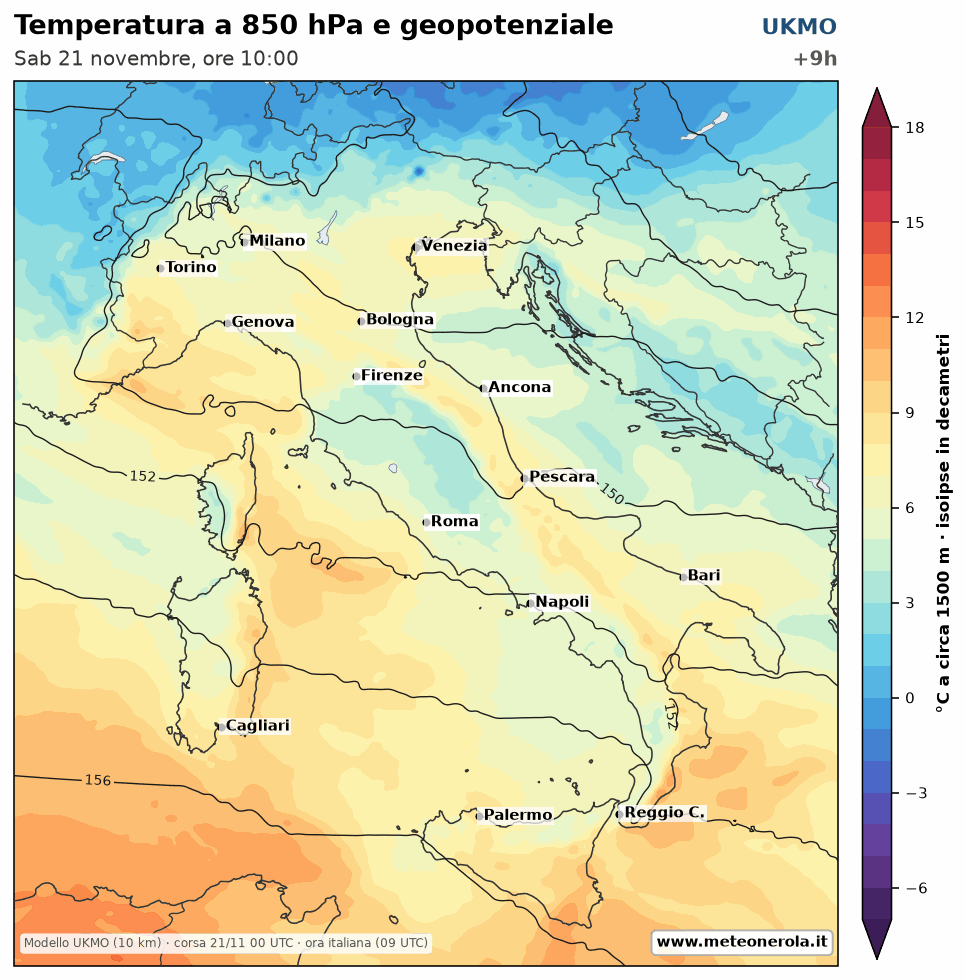 Temperatura a 850 hPa e geopotenziale
UKMO
Sab 21 novembre, ore 10:00
+9h
Milano
Venezia
Torino
Genova
Bologna
Firenze
Ancona
152
Pescara
150
Roma
Bari
Napoli
152
Cagliari
156
Palermo
Reggio C.
18
15
12
9
6
3
0
−3
−6
°C a circa 1500 m · isoipse in decametri
Modello UKMO (10 km) · corsa 21/11 00 UTC · ora italiana (09 UTC)
www.meteonerola.it